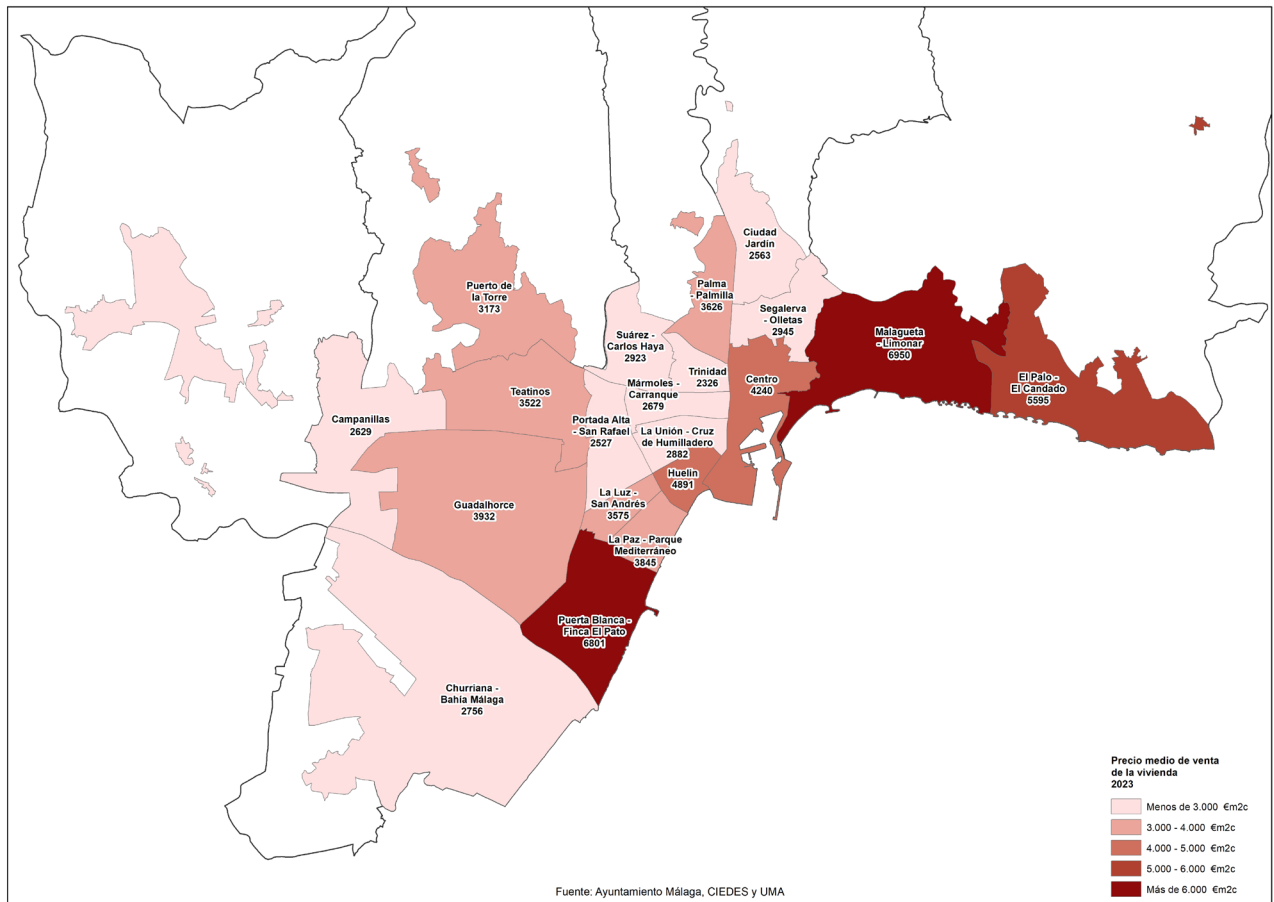 Ciudad
Jardín
2563
Puerto de
la Torre
3173
Palma
- Palmilla
3626
Segalerva
- Olletas
2945
Suárez -
Carlos Haya
2923
Malagueta
- Limonar
6950
Trinidad
2326
Centro
4240
El Palo -
El Candado
5595
Mármoles -
Carranque
2679
Teatinos
3522
Campanillas
2629
Portada Alta
- San Rafael
2527
La Unión - Cruz
de Humilladero
2882
Huelin
4891
Guadalhorce
3932
La Luz -
San Andrés
3575
La Paz - Parque
Mediterráneo
3845
Puerta Blanca -
Finca El Pato
6801
Churriana -
Bahía Málaga
2756
Precio medio de venta
de la vivienda
2023
Menos de 3.000 €m2c
3.000 - 4.000 €m2c
4.000 - 5.000 €m2c
5.000 - 6.000 €m2c
Más de 6.000 €m2c
Fuente: Ayuntamiento Málaga, CIEDES y UMA